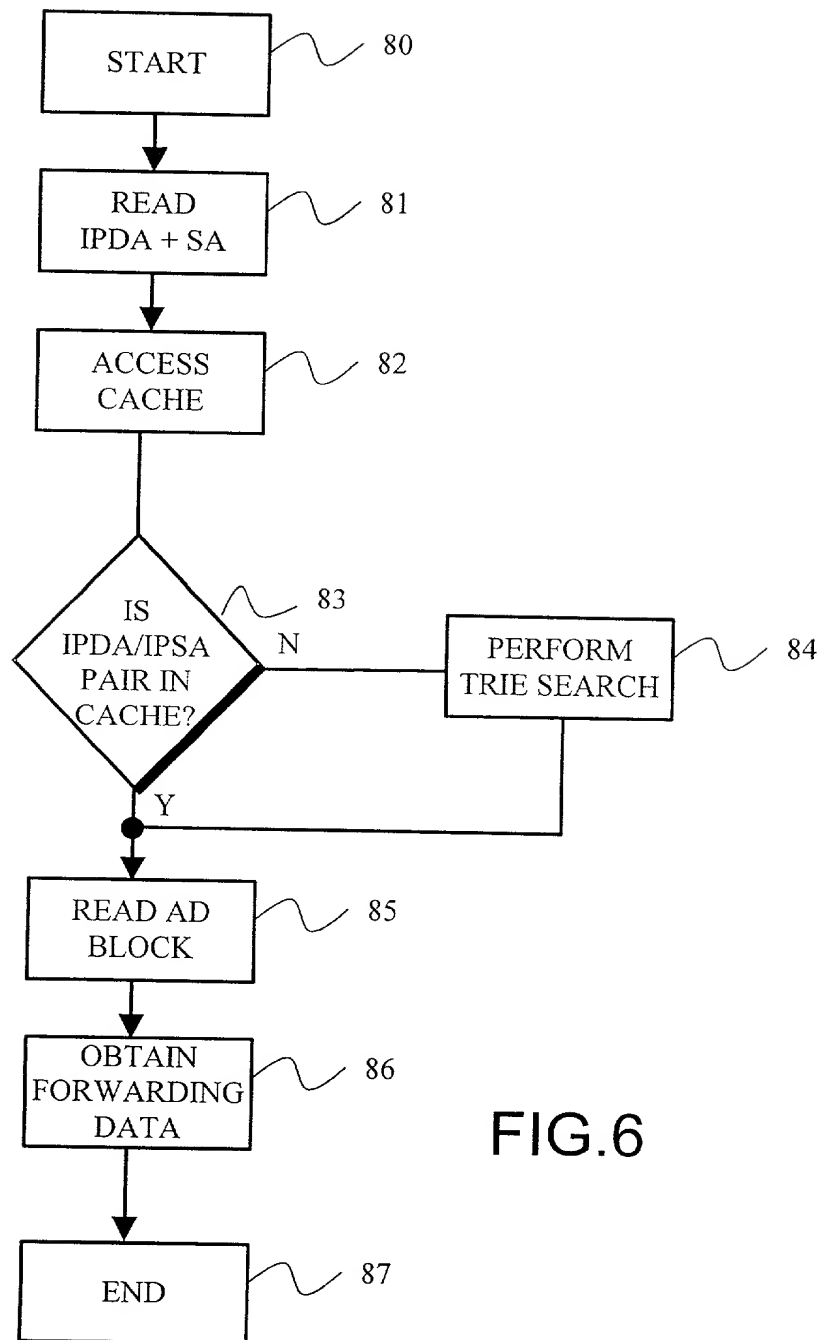 START
80
READ
IPDA + SA
81
ACCESS
CACHE
82
IS
IPDA/IPSA
PAIR IN
CACHE?
83
N
PERFORM
TRIE SEARCH
84
Y
READ AD
BLOCK
85
OBTAIN
FORWARDING
DATA
86
FIG.6
END
87